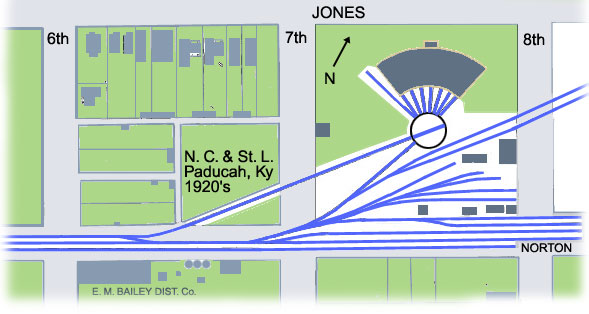 JONES
6th
7th
8th
N
N. C. & St. L.
Paducah, Ky
1920's
NORTON
E. M. BAILEY DIST. Co.